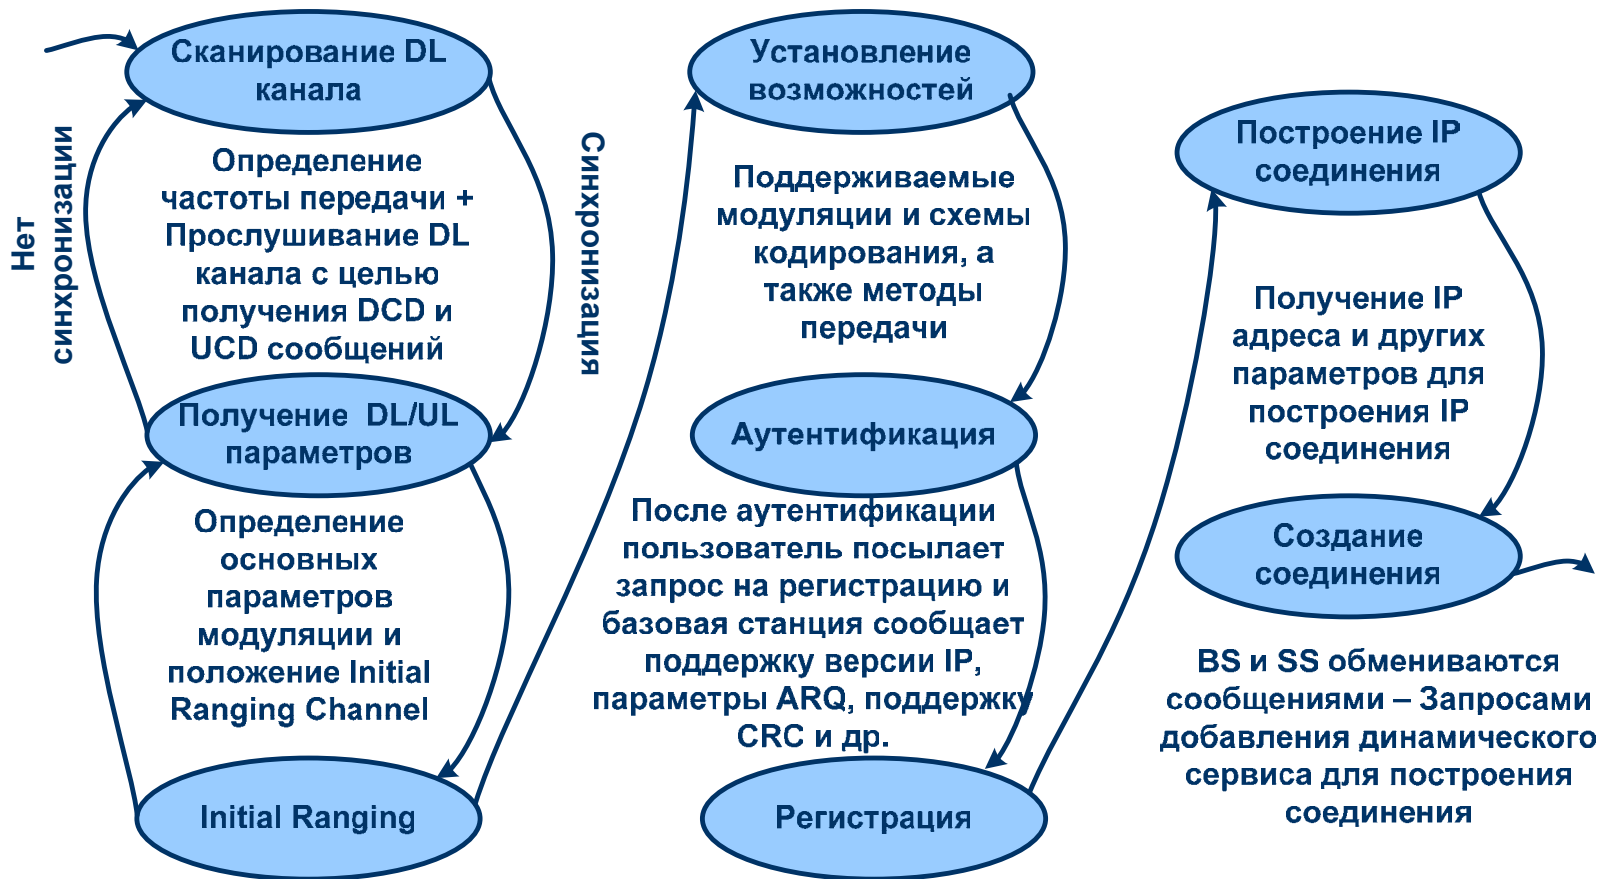 Сканирование DL
канала
Нет
синхронизации
Синхронизация
Определение
частоты передачи +
Прослушивание DL
канала с целью
получения DCD и
UCD сообщений
Получение DL/UL
параметров
Определение
основных
параметров
модуляции и
положение Initial
Ranging Channel
Initial Ranging
Установление
возможностей
Поддерживаемые
модуляции и схемы
кодирования, а
также методы
передачи
Аутентификация
После аутентификации
пользователь посылает
запрос на регистрацию и
базовая станция сообщает
поддержку версии IP,
параметры ARQ, поддержку
CRC и др.
Регистрация
Построение IP
соединения
Получение IP
адреса и других
параметров для
построения IP
соединения
Создание
соединения
BS и SS обмениваются
сообщениями – Запросами
добавления динамического
сервиса для построения
соединения